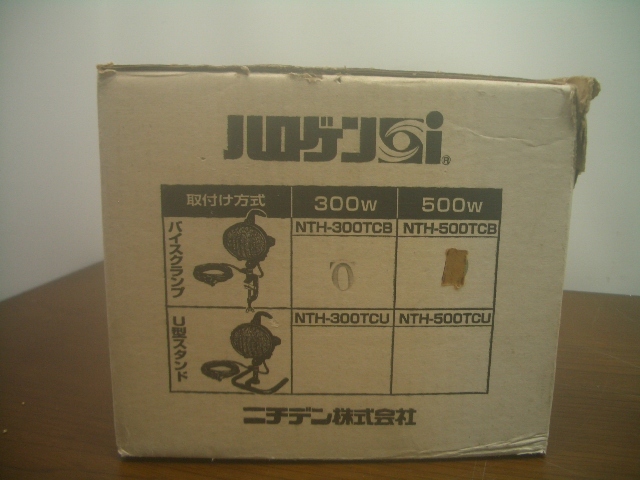 ハロゲンSi®
取付け方式 300W 500W
バイスクランプ NTH-300TCB NTH-500TCB
O
U型スタンド NTH-300TCU NTH-500TCU
ニチデン株式会社